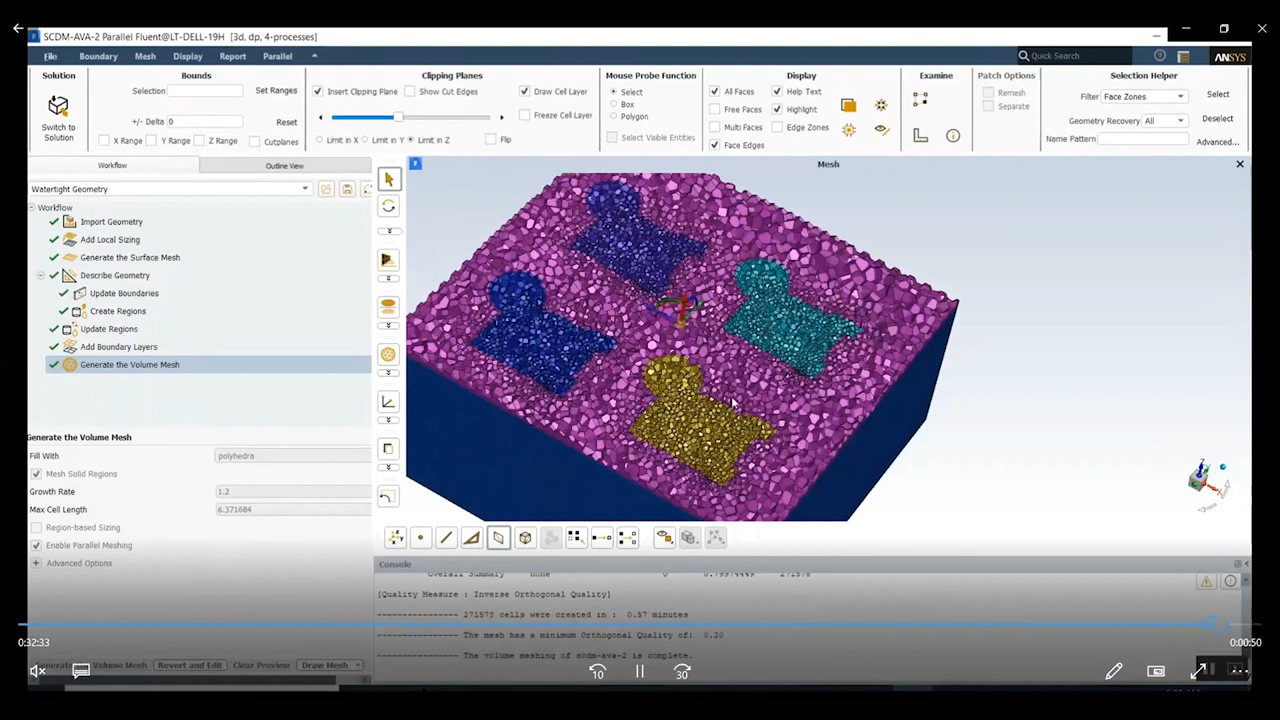 SCDM-AVA-2 Parallel Fluent@LT-DELL-19H [3d, dp, 4-processes]
File Boundary Mesh Display Report Parallel
Quick Search
ANSYS
Solution
Switch to
Solution
Bounds
Selection
Set Ranges
+/- Delta 0
Reset
X Range Y Range Z Range Cutplanes
Clipping Planes
Insert Clipping Plane Show Cut Edges
Limit in X Limit in Y Limit in Z Flip
Draw Cell Layer
Freeze Cell Layer
Mouse Probe Function
Select
Box
Polygon
Select Visible Entities
Display
All Faces Help Text
Free Faces Highlight
Multi Faces Edge Zones
Face Edges
Examine
Patch Options
Remesh
Separate
Selection Helper
Filter Face Zones Select
Geometry Recovery All Deselect
Name Pattern Advanced...
Workflow Outline View
Watertight Geometry
Workflow
Import Geometry
Add Local Sizing
Generate the Surface Mesh
Describe Geometry
Update Boundaries
Create Regions
Update Regions
Add Boundary Layers
Generate the Volume Mesh
Generate the Volume Mesh
Fill With polyhedra
Mesh Solid Regions
Growth Rate 1.2
Max Cell Length 6.371684
Region-based Sizing
Enable Parallel Meshing
Advanced Options
Volume Mesh Revert and Edit Clear Preview Draw Mesh
Mesh
Console
Overall Summary none 0 0.79974449 271578
[Quality Measure : Inverse Orthogonal Quality]
---------------- 271578 cells were created in : 0.57 minutes
---------------- The mesh has a minimum Orthogonal Quality of: 0.20
---------------- The volume meshing of scdm-ava-2 is complete.
0:32:33
0:00:50
10
30